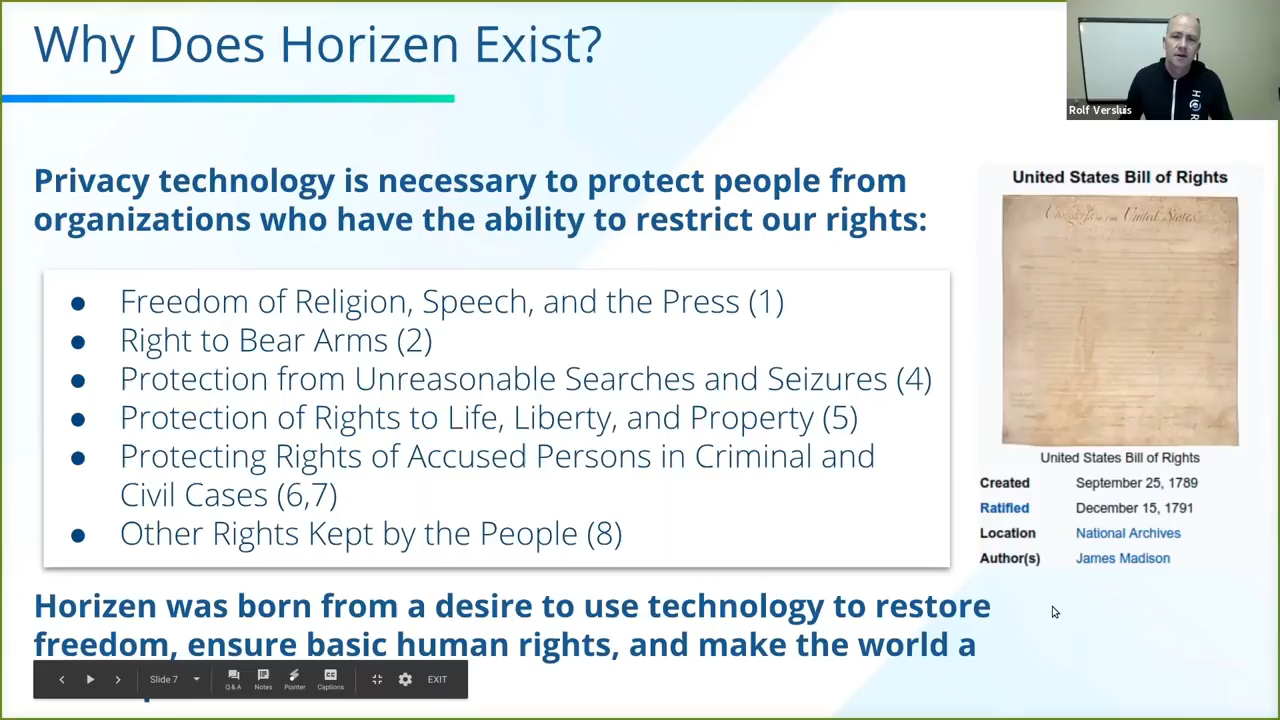 Why Does Horizen Exist?
Rolf Versluis
Privacy technology is necessary to protect people from
organizations who have the ability to restrict our rights:
● Freedom of Religion, Speech, and the Press (1)
● Right to Bear Arms (2)
● Protection from Unreasonable Searches and Seizures (4)
● Protection of Rights to Life, Liberty, and Property (5)
● Protecting Rights of Accused Persons in Criminal and
Civil Cases (6,7)
● Other Rights Kept by the People (8)
United States Bill of Rights
United States Bill of Rights
Created September 25, 1789
Ratified December 15, 1791
Location National Archives
Author(s) James Madison
Horizen was born from a desire to use technology to restore
freedom, ensure basic human rights, and make the world a
Slide 7
Q & A
Notes
Pointer
Captions
EXIT